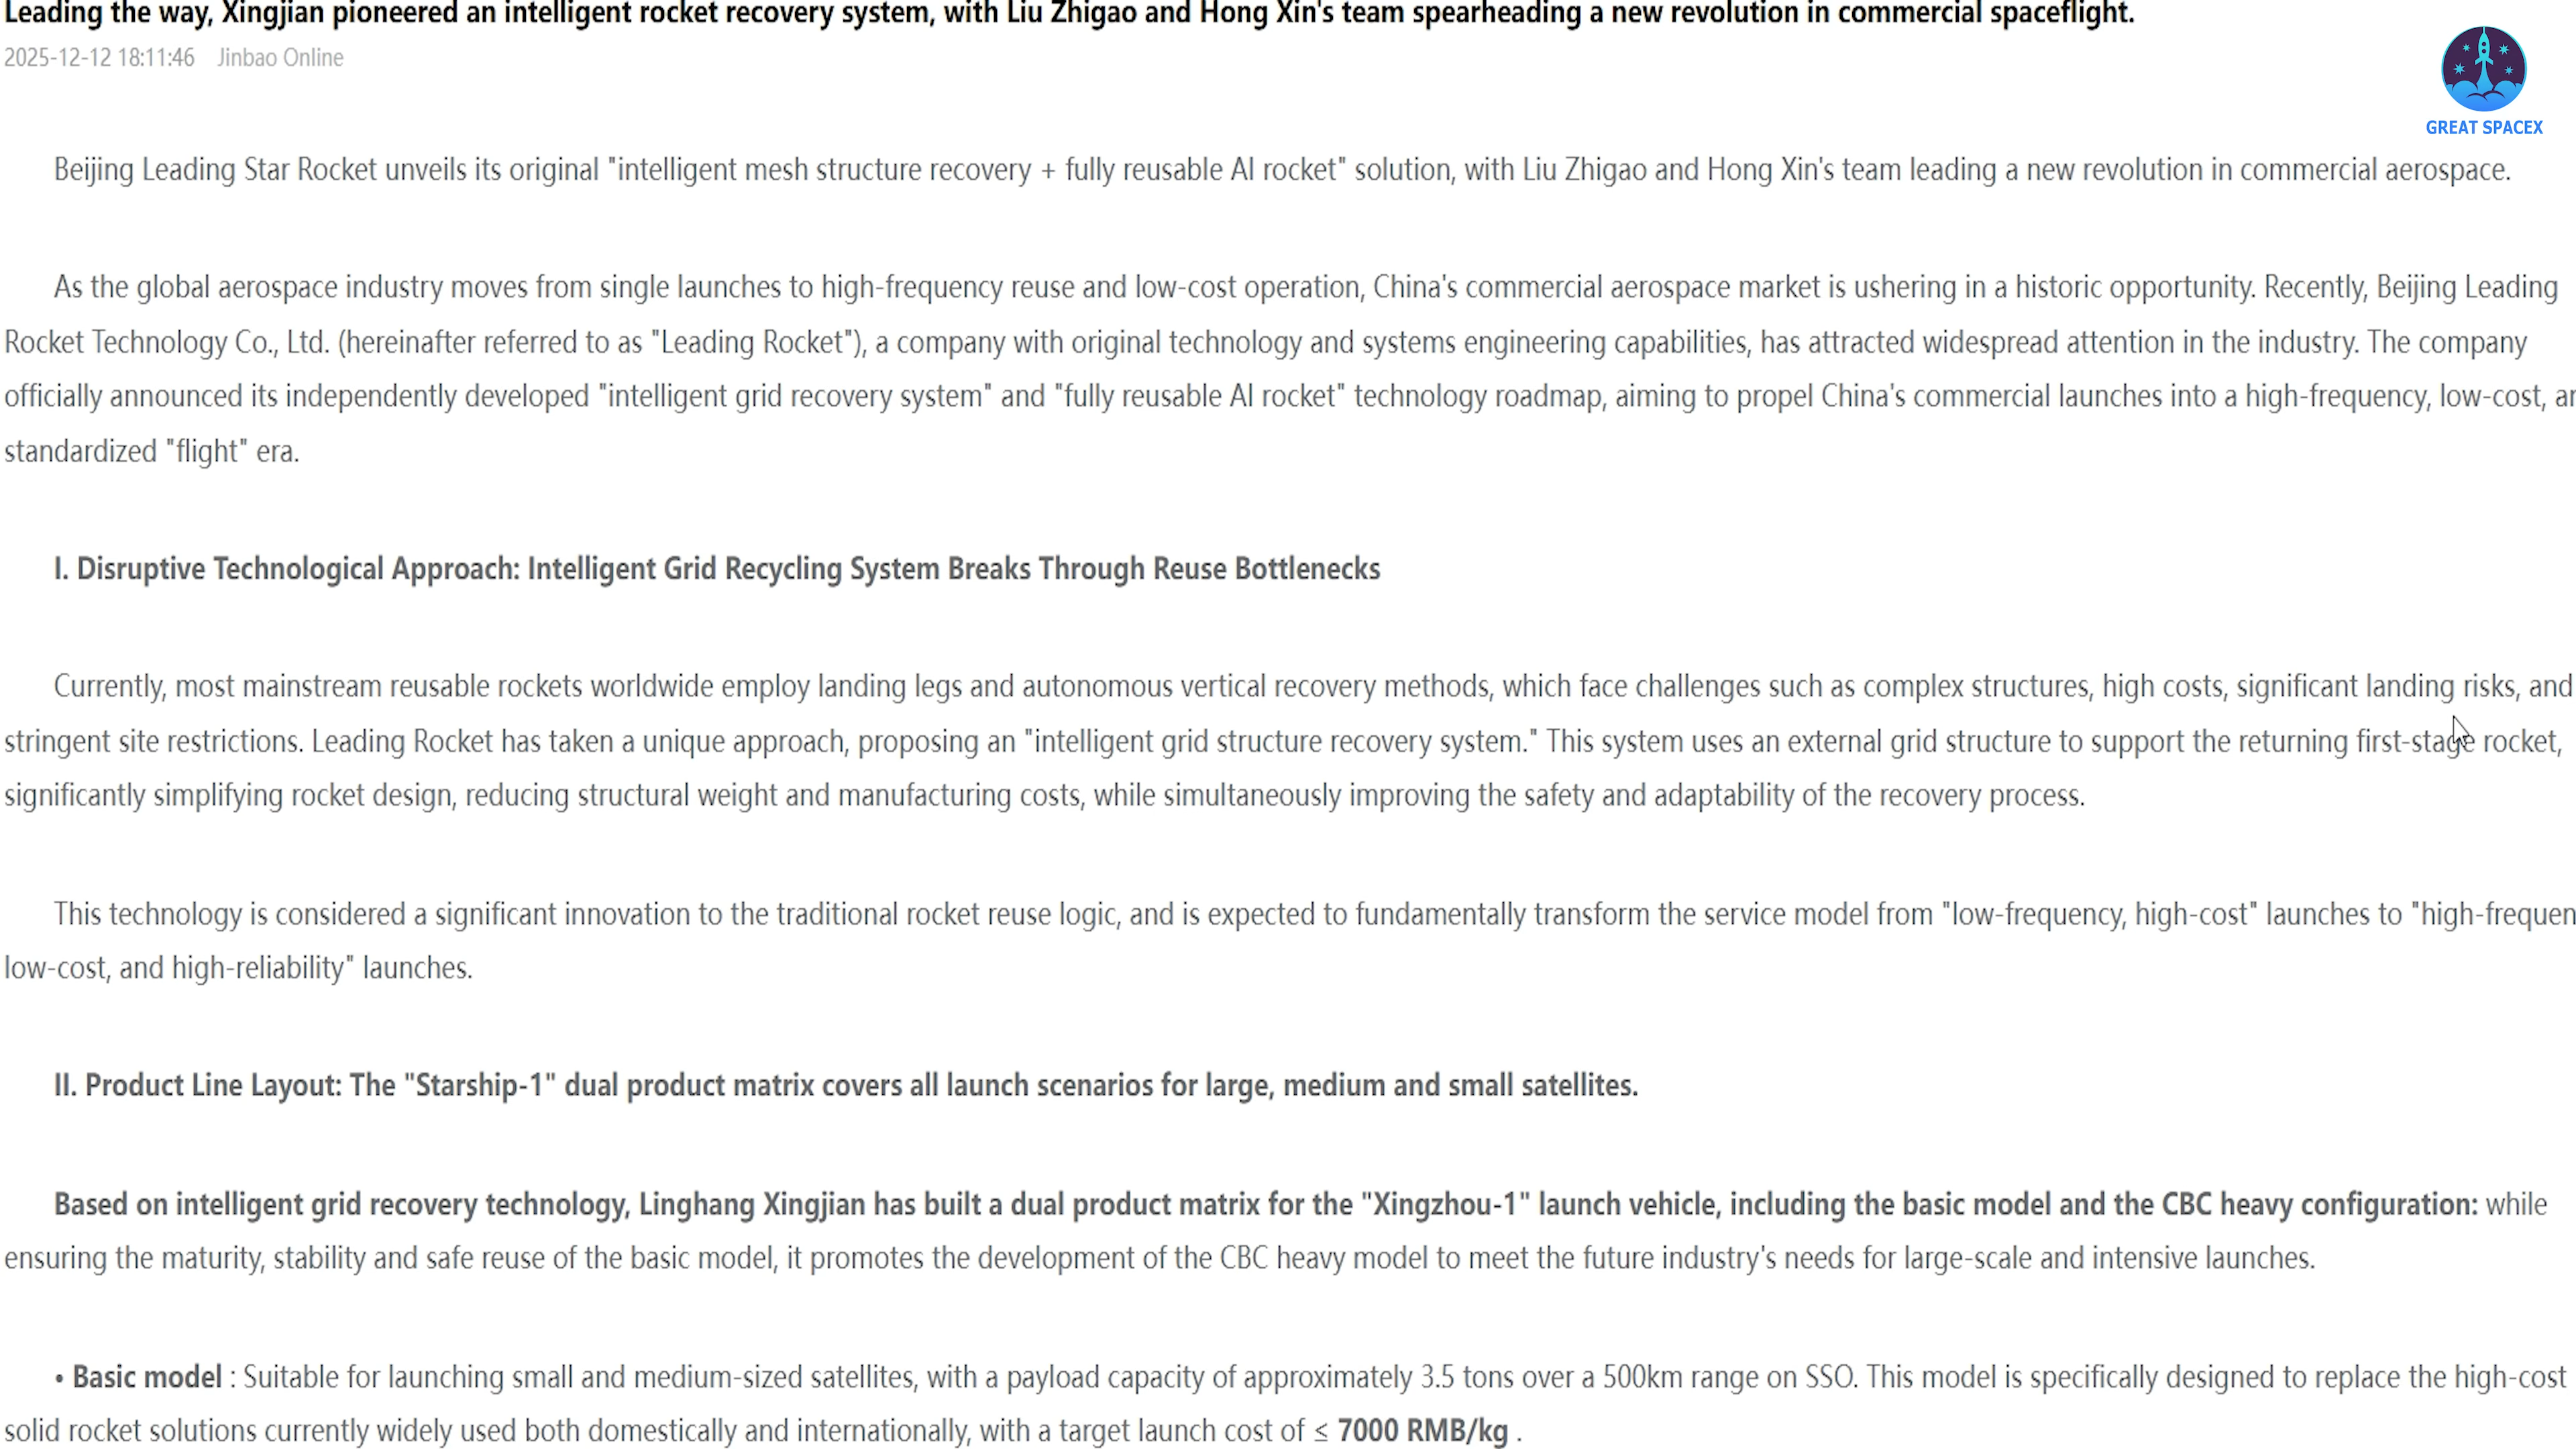 Leading the way, Xingjian pioneered an intelligent rocket recovery system, with Liu Zhigao and Hong Xin's team spearheading a new revolution in commercial spaceflight.
2025-12-12 18:11:46 Jinbao Online
GREAT SPACEX
Beijing Leading Star Rocket unveils its original "intelligent mesh structure recovery + fully reusable AI rocket" solution, with Liu Zhigao and Hong Xin's team leading a new revolution in commercial aerospace.
As the global aerospace industry moves from single launches to high-frequency reuse and low-cost operation, China's commercial aerospace market is ushering in a historic opportunity. Recently, Beijing Leading
Rocket Technology Co., Ltd. (hereinafter referred to as "Leading Rocket"), a company with original technology and systems engineering capabilities, has attracted widespread attention in the industry. The company
officially announced its independently developed "intelligent grid recovery system" and "fully reusable AI rocket" technology roadmap, aiming to propel China's commercial launches into a high-frequency, low-cost,
standardized "flight" era.
I. Disruptive Technological Approach: Intelligent Grid Recycling System Breaks Through Reuse Bottlenecks
Currently, most mainstream reusable rockets worldwide employ landing legs and autonomous vertical recovery methods, which face challenges such as complex structures, high costs, significant landing risks, and
stringent site restrictions. Leading Rocket has taken a unique approach, proposing an "intelligent grid structure recovery system." This system uses an external grid structure to support the returning first-stage rocket,
significantly simplifying rocket design, reducing structural weight and manufacturing costs, while simultaneously improving the safety and adaptability of the recovery process.
This technology is considered a significant innovation to the traditional rocket reuse logic, and is expected to fundamentally transform the service model from "low-frequency, high-cost" launches to "high-frequen
low-cost, and high-reliability" launches.
II. Product Line Layout: The "Starship-1" dual product matrix covers all launch scenarios for large, medium and small satellites.
Based on intelligent grid recovery technology, Linghang Xingjian has built a dual product matrix for the "Xingzhou-1" launch vehicle, including the basic model and the CBC heavy configuration: while
ensuring the maturity, stability and safe reuse of the basic model, it promotes the development of the CBC heavy model to meet the future industry's needs for large-scale and intensive launches.
• Basic model : Suitable for launching small and medium-sized satellites, with a payload capacity of approximately 3.5 tons over a 500km range on SSO. This model is specifically designed to replace the high-cost
solid rocket solutions currently widely used both domestically and internationally, with a target launch cost of ≤ 7000 RMB/kg .